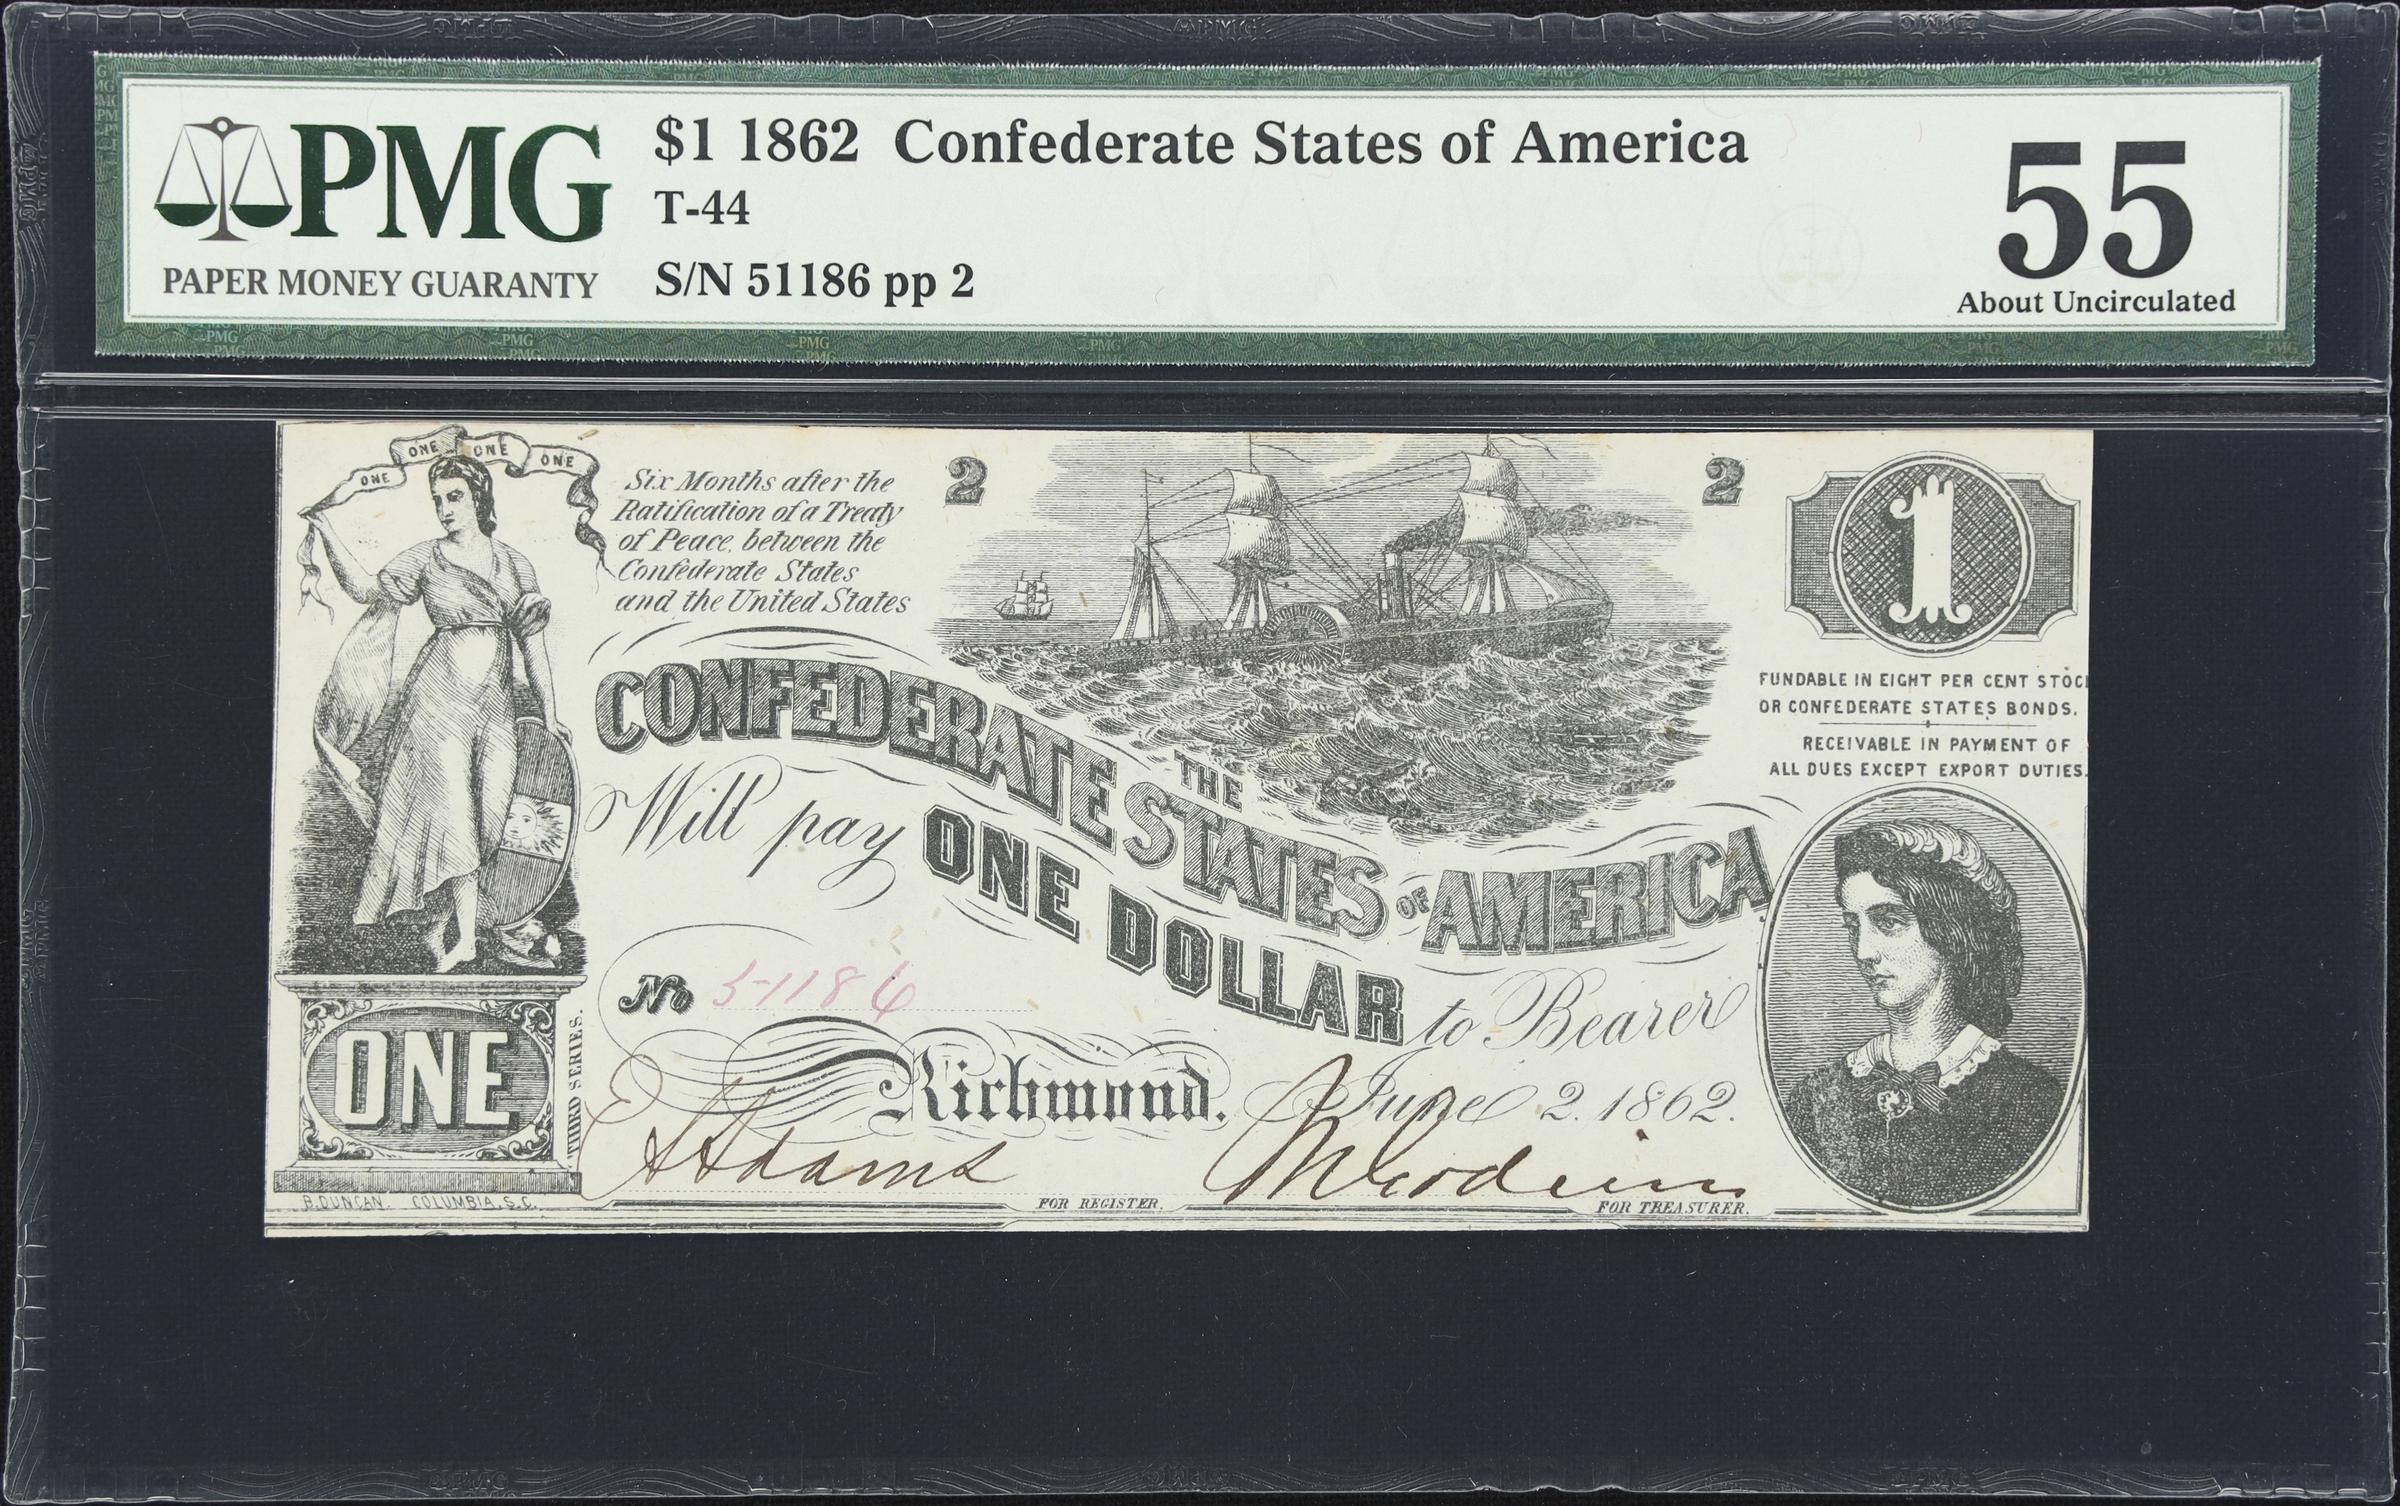 PMG
PAPER MONEY GUARANTY
$1 1862 Confederate States of America
T-44
S/N 51186 pp 2
55
About Uncirculated
ONE ONE ONE ONE
Six Months after the
Ratification of a Treaty
of Peace, between the
Confederate States
and the United States
2
2
1
FUNDABLE IN EIGHT PER CENT STOC
OR CONFEDERATE STATES BONDS.
RECEIVABLE IN PAYMENT OF
ALL DUES EXCEPT EXPORT DUTIES.
THE
CONFEDERATE STATES OF AMERICA
Will pay ONE DOLLAR to Bearer
No 51186
Richmond. June 2. 1862.
ONE
THIRD SERIES.
B. DUNCAN. COLUMBIA, S.C.
FOR REGISTER.
FOR TREASURER.